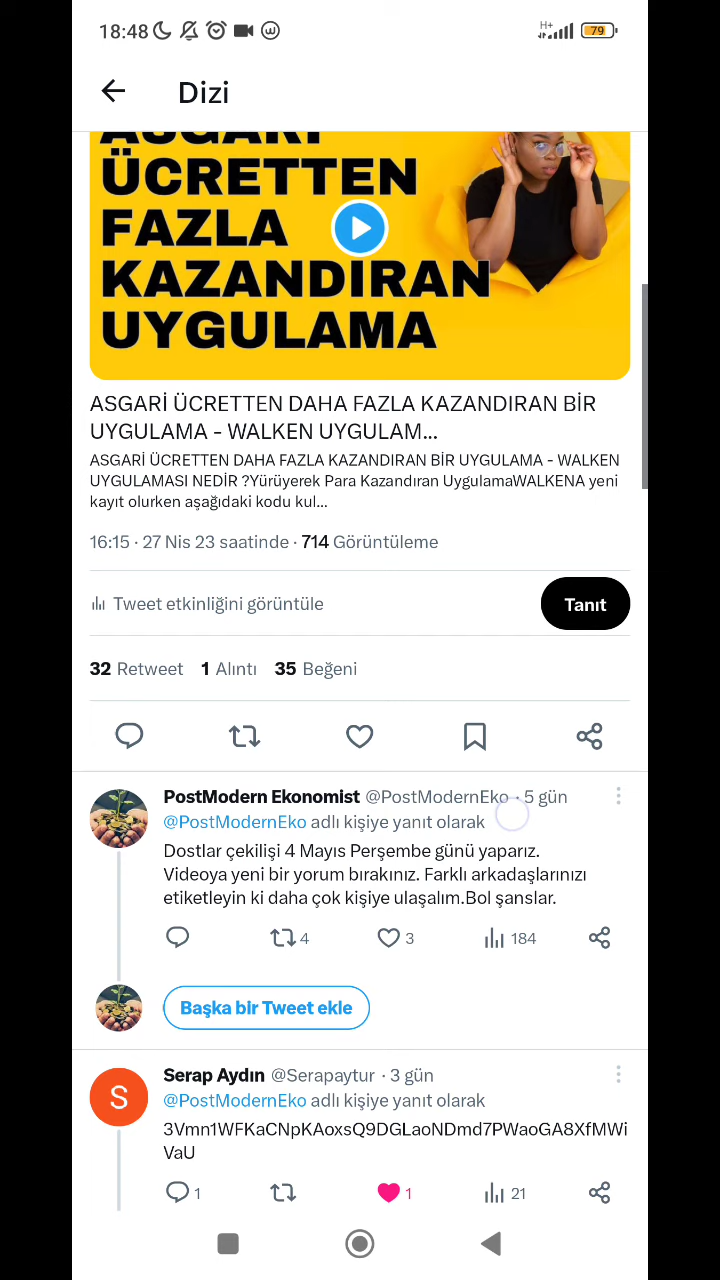 18:48
H+
79
Dizi
ASGARİ
ÜCRETTEN
FAZLA
KAZANDIRAN
UYGULAMA
ASGARİ ÜCRETTEN DAHA FAZLA KAZANDIRAN BİR
UYGULAMA - WALKEN UYGULAM...
ASGARİ ÜCRETTEN DAHA FAZLA KAZANDIRAN BİR UYGULAMA - WALKEN
UYGULAMASI NEDİR ?Yürüyerek Para Kazandıran UygulamaWALKENA yeni
kayıt olurken aşağıdaki kodu kul...
16:15 · 27 Nis 23 saatinde · 714 Görüntüleme
Tweet etkinliğini görüntüle
Tanıt
32 Retweet 1 Alıntı 35 Beğeni
PostModern Ekonomist @PostModernEko · 5 gün
@PostModernEko adlı kişiye yanıt olarak
Dostlar çekilişi 4 Mayıs Perşembe günü yaparız.
Videoya yeni bir yorum bırakınız. Farklı arkadaşlarınızı
etiketleyin ki daha çok kişiye ulaşalım.Bol şanslar.
4 3 184
Başka bir Tweet ekle
S
Serap Aydın @Serapaytur · 3 gün
@PostModernEko adlı kişiye yanıt olarak
3Vmn1WFKaCNpKAoxsQ9DGLaoNDmd7PWaoGA8XfMWi
VaU
1 1 21